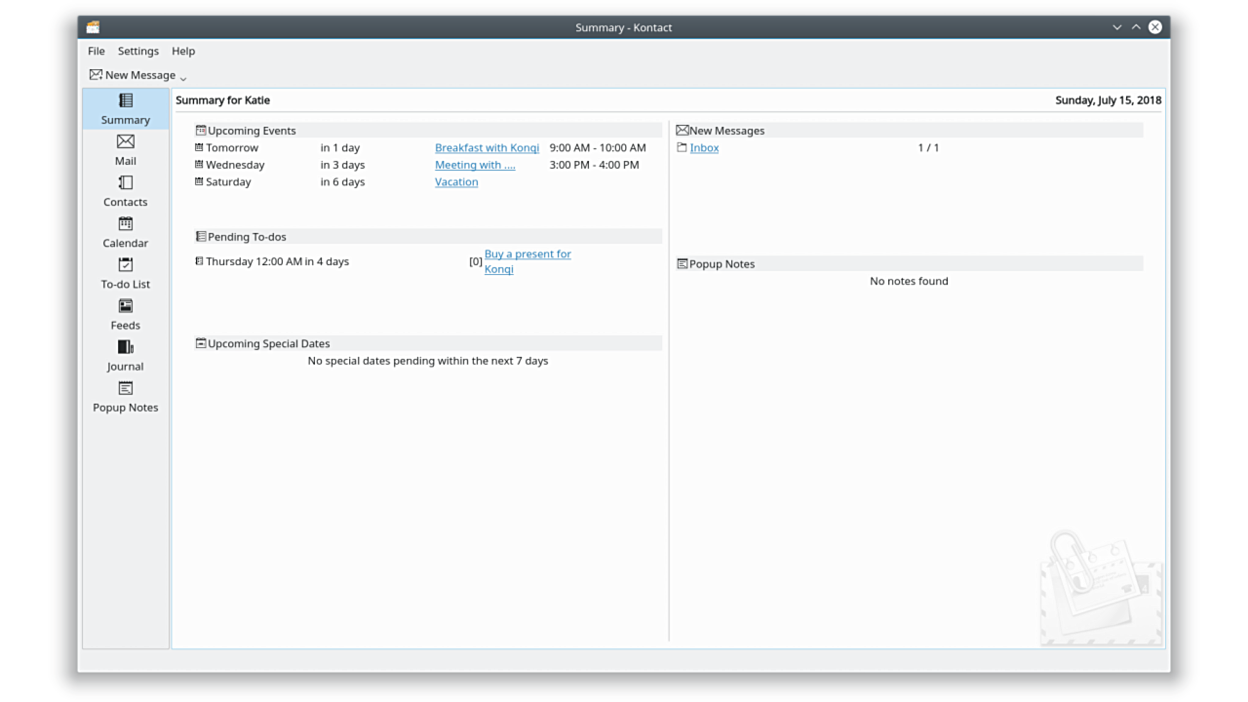 Summary - Kontact
File Settings Help
New Message
Summary
Mail
Contacts
Calendar
To-do List
Feeds
Journal
Popup Notes
Summary for Katie
Sunday, July 15, 2018
Upcoming Events
Tomorrow in 1 day Breakfast with Konqi 9:00 AM - 10:00 AM
Wednesday in 3 days Meeting with .... 3:00 PM - 4:00 PM
Saturday in 6 days Vacation
Pending To-dos
Thursday 12:00 AM in 4 days [0] Buy a present for
Konqi
Upcoming Special Dates
No special dates pending within the next 7 days
New Messages
Inbox 1 / 1
Popup Notes
No notes found